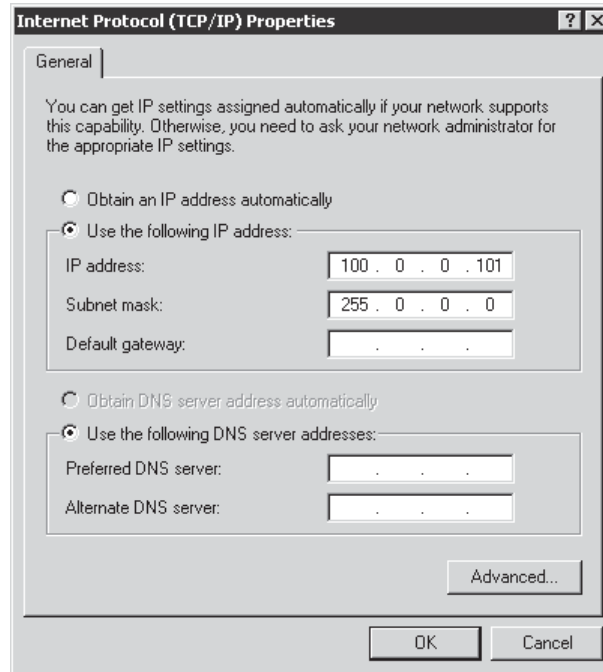 Internet Protocol (TCP/IP) Properties ? X
General
You can get IP settings assigned automatically if your network supports
this capability. Otherwise, you need to ask your network administrator for
the appropriate IP settings.
Obtain an IP address automatically
Use the following IP address:
IP address: 100 . 0 . 0 . 101
Subnet mask: 255 . 0 . 0 . 0
Default gateway: . . .
Obtain DNS server address automatically
Use the following DNS server addresses:
Preferred DNS server: . . .
Alternate DNS server: . . .
Advanced...
OK Cancel